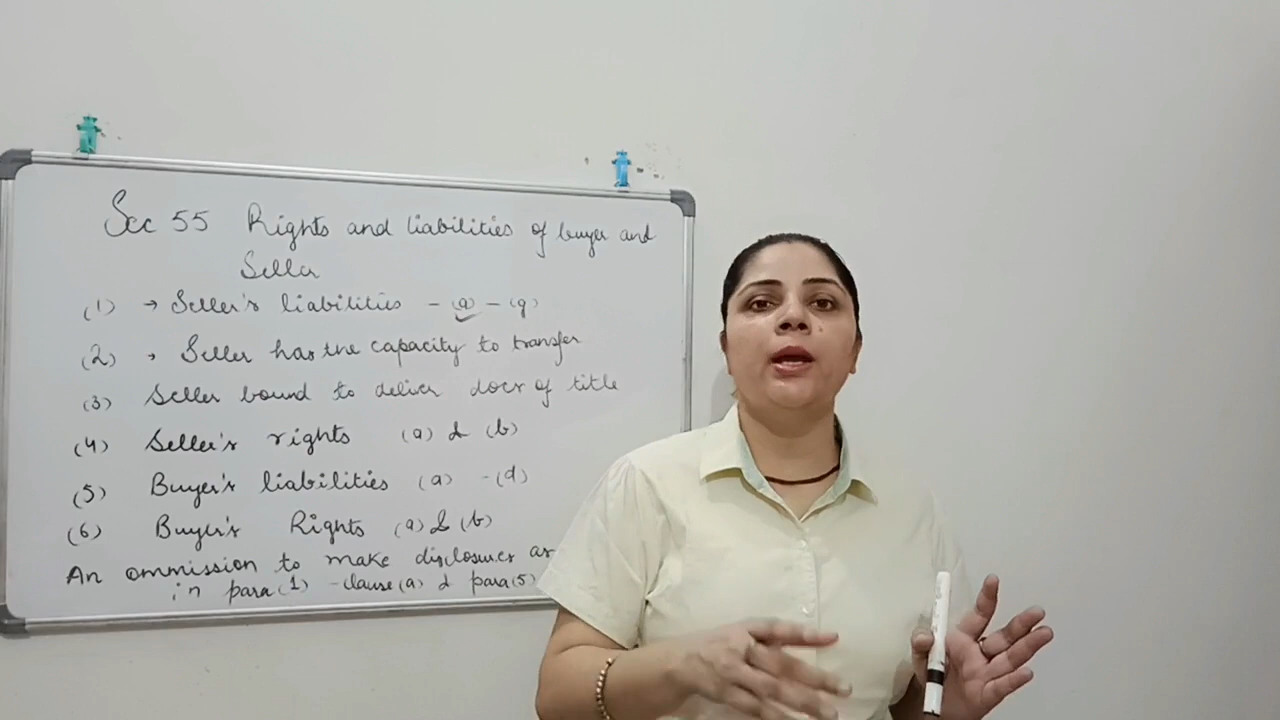 Sec 55 Rights and liabilities of buyer and
Seller
(1) → Seller's liabilities - (a) - (g)
(2) → Seller has the capacity to transfer
(3) Seller bound to deliver docs of title
(4) Seller's rights (a) & (b)
(5) Buyer's liabilities (a) - (d)
(6) Buyer's Rights (a) & (b)
An ommission to make disclosures as
in para (1) - clause (a) & para (5)